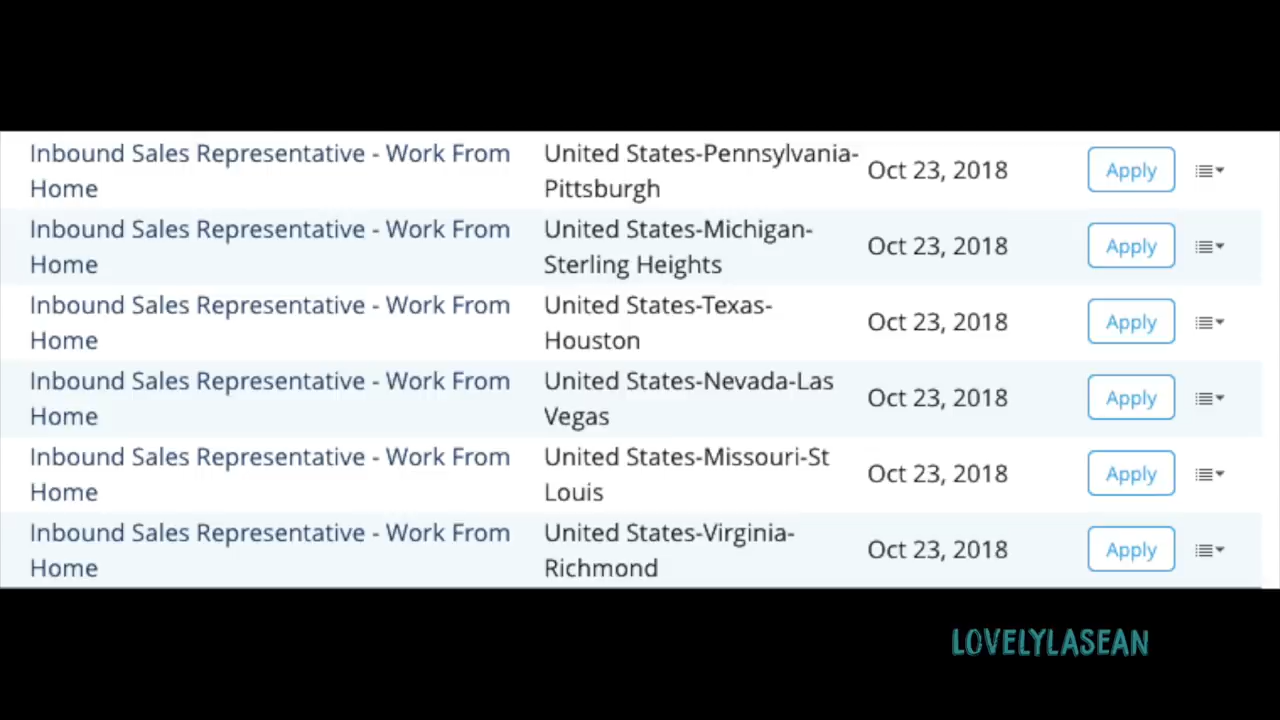 Inbound Sales Representative - Work From
Home
United States-Pennsylvania-
Pittsburgh
Oct 23, 2018
Apply
Inbound Sales Representative - Work From
Home
United States-Michigan-
Sterling Heights
Oct 23, 2018
Apply
Inbound Sales Representative - Work From
Home
United States-Texas-
Houston
Oct 23, 2018
Apply
Inbound Sales Representative - Work From
Home
United States-Nevada-Las
Vegas
Oct 23, 2018
Apply
Inbound Sales Representative - Work From
Home
United States-Missouri-St
Louis
Oct 23, 2018
Apply
Inbound Sales Representative - Work From
Home
United States-Virginia-
Richmond
Oct 23, 2018
Apply
LOVELYLASEAN